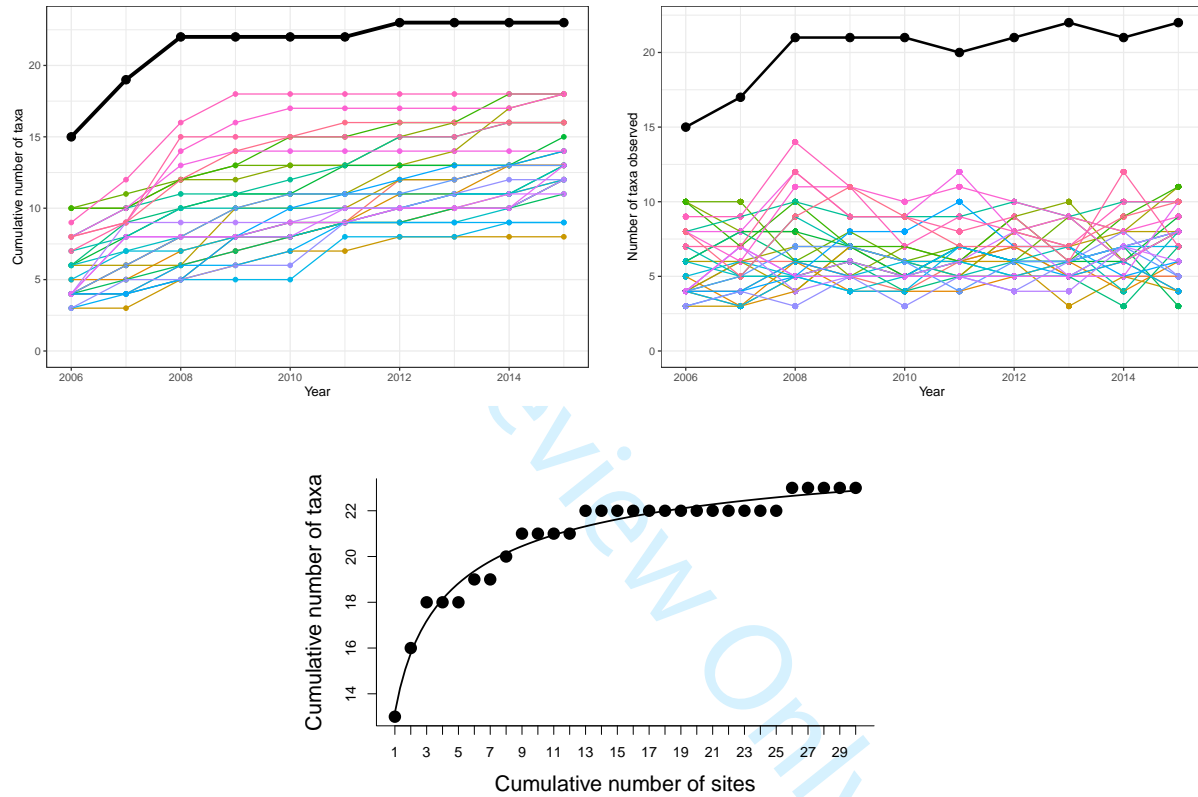 Cumulative number of taxa
20
15
10
5
0
2006 2008 2010 2012 2014
Year
Number of taxa observed
20
15
10
5
0
2006 2008 2010 2012 2014
Year
Cumulative number of taxa
22
20
18
16
14
1 3 5 7 9 11 13 15 17 19 21 23 25 27 29
Cumulative number of sites
view Only